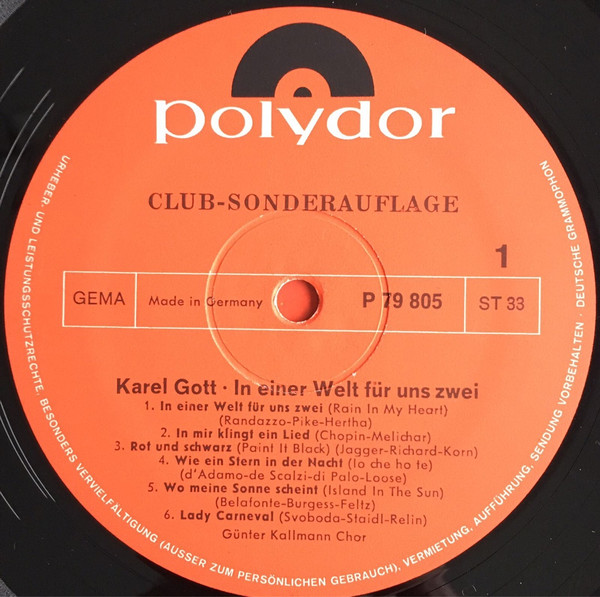 polydor
CLUB-SONDERAUFLAGE
1
GEMA
Made in Germany
P 79 805
ST 33
Karel Gott · In einer Welt für uns zwei
1. In einer Welt für uns zwei (Rain In My Heart)
(Randazzo-Pike-Hertha)
2. In mir klingt ein Lied (Chopin-Melichar)
3. Rot und schwarz (Paint It Black) (Jagger-Richard-Korn)
4. Wie ein Stern in der Nacht (Io che ho te)
(d'Adamo-de Scalzi-di Palo-Loose)
5. Wo meine Sonne scheint (Island In The Sun)
(Belafonte-Burgess-Feltz)
6. Lady Carneval (Svoboda-Staidl-Relin)
Günter Kallmann Chor
URHEBER- UND LEISTUNGSSCHUTZRECHTE, BESONDERS VERVIELFÄLTIGUNG (AUSSER ZUM PERSÖNLICHEN GEBRAUCH), VERMIETUNG, AUFFÜHRUNG, SENDUNG VORBEHALTEN · DEUTSCHE GRAMMOPHON